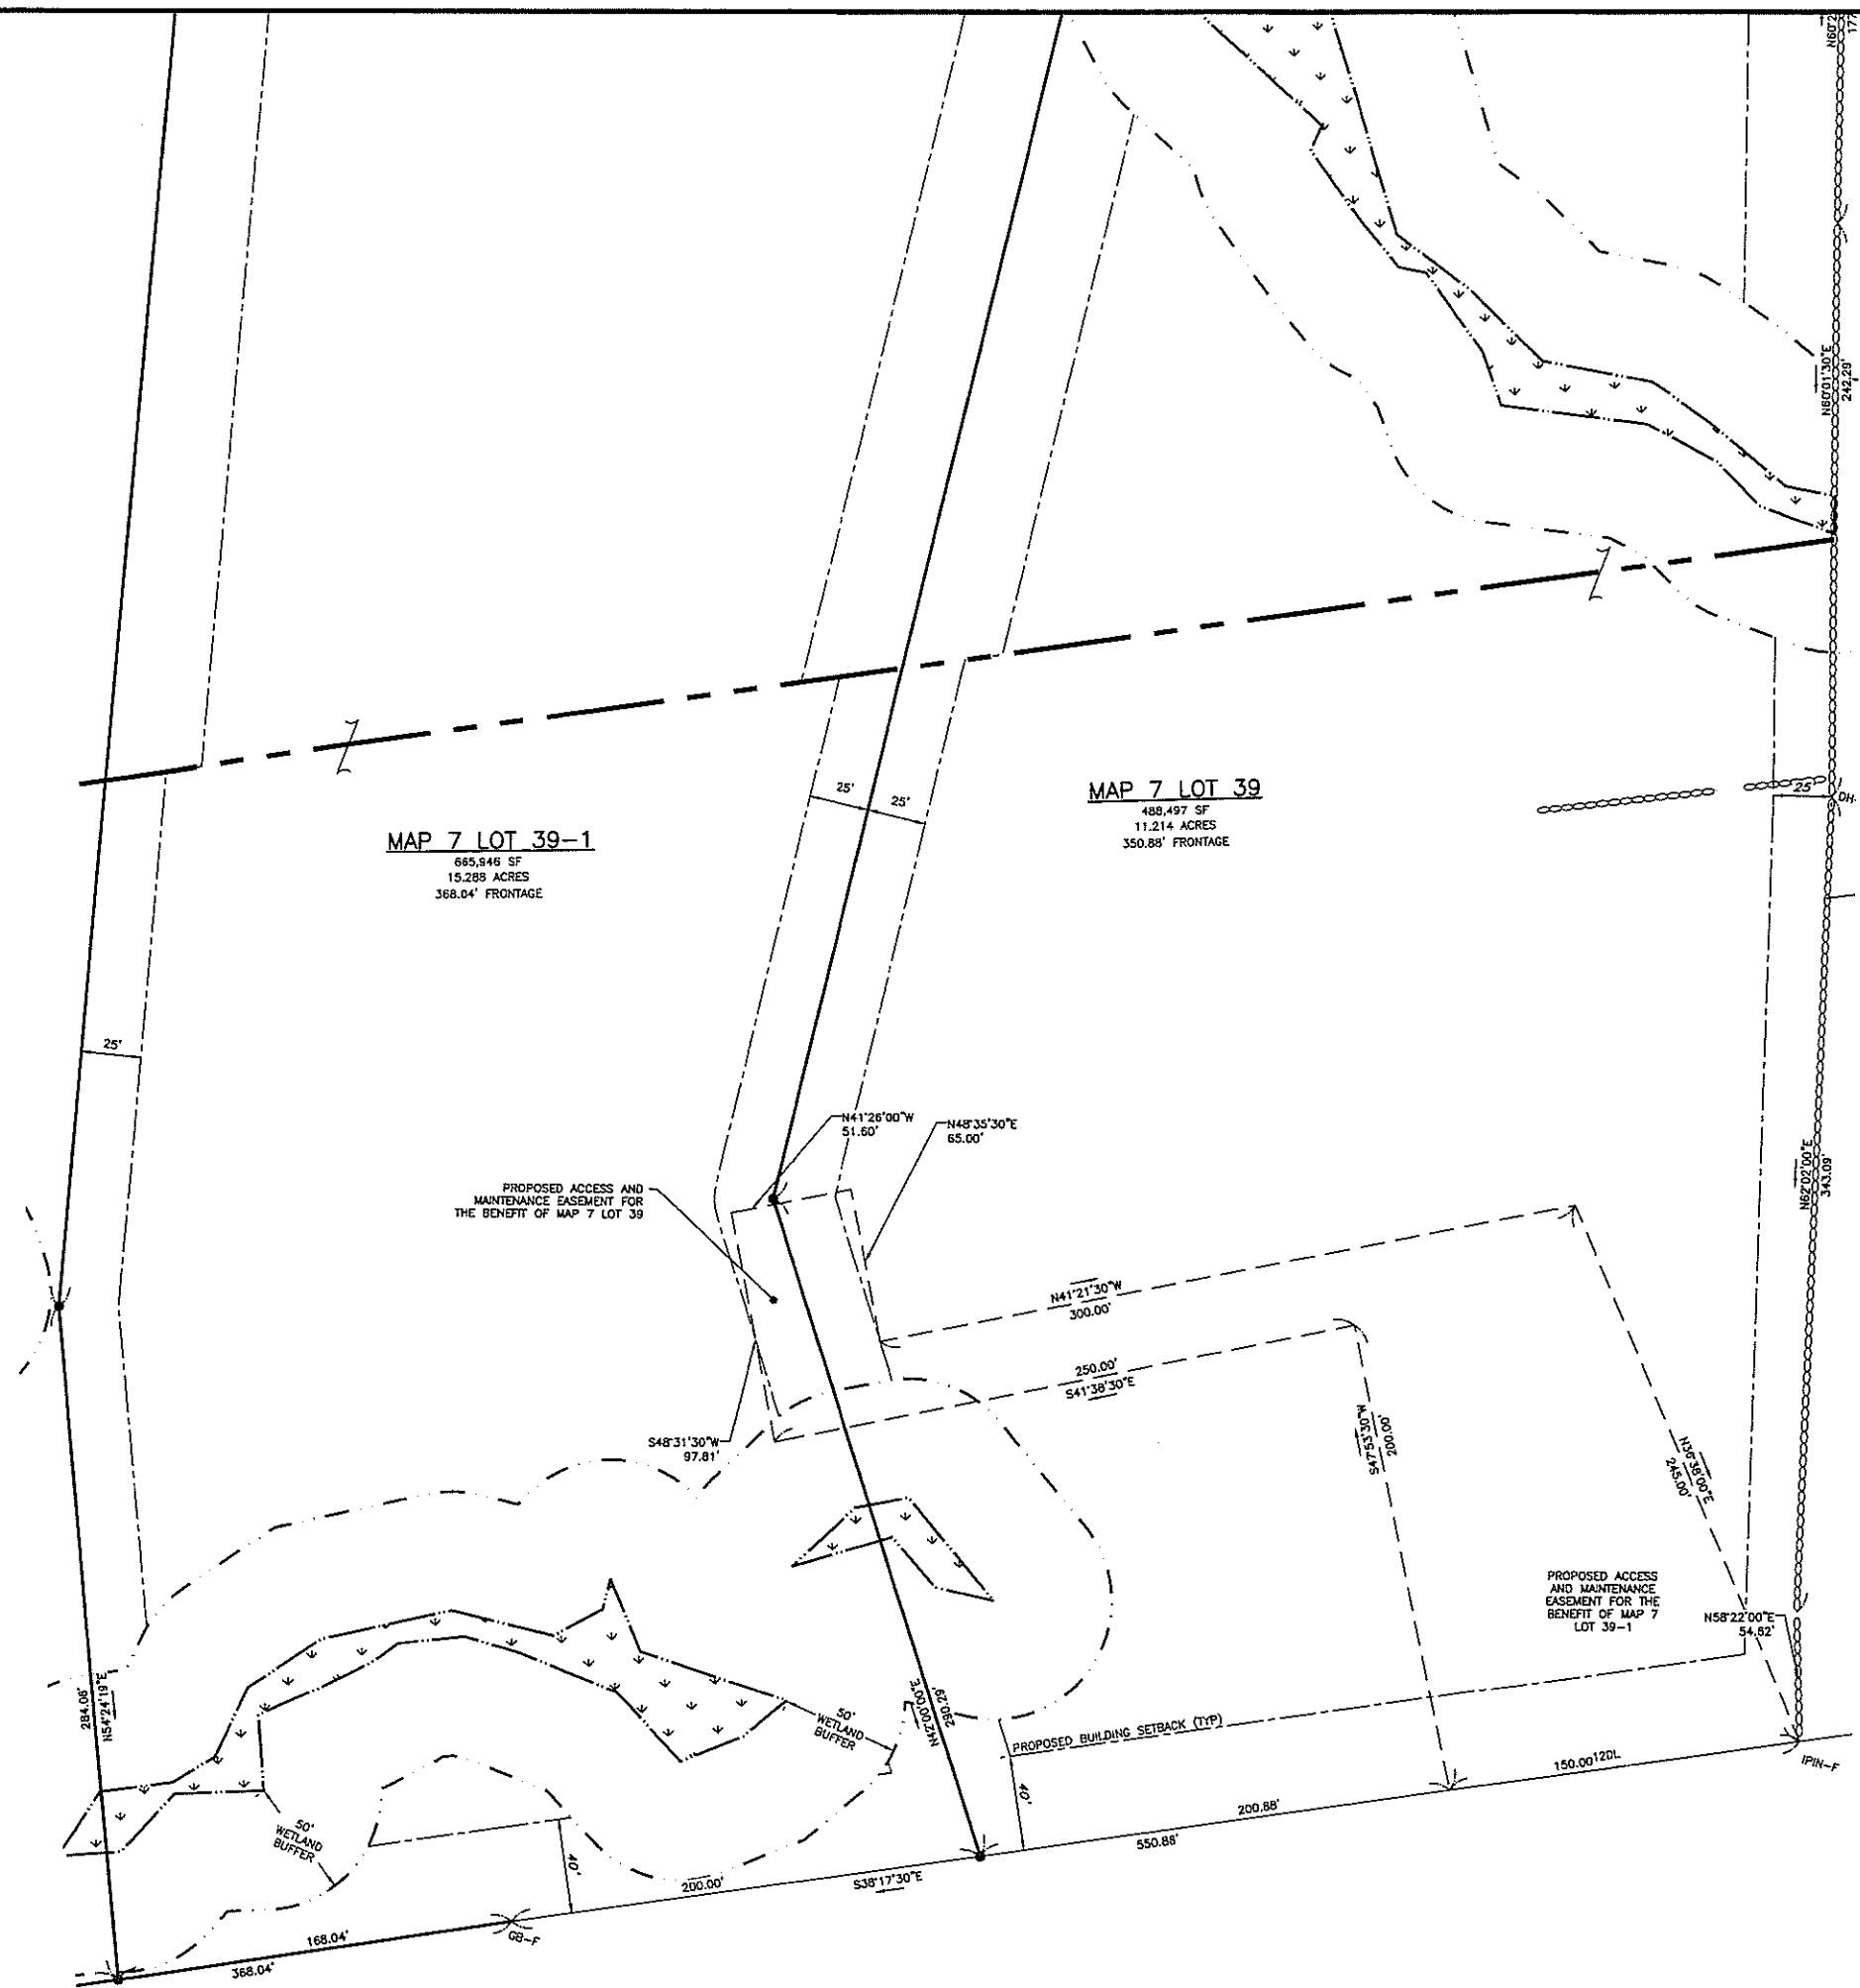 N60°2
177
N60°01'30"E
242.29'
25'
25'
MAP 7 LOT 39
488,497 SF
11.214 ACRES
350.88' FRONTAGE
25'
DH-
MAP 7 LOT 39-1
665,946 SF
15.288 ACRES
368.04' FRONTAGE
25'
N41°26'00"W
51.60'
N48°35'30"E
65.00'
PROPOSED ACCESS AND
MAINTENANCE EASEMENT FOR
THE BENEFIT OF MAP 7 LOT 39
N62°02'00"E
343.09'
N41°21'30"W
300.00'
250.00'
S41°38'30"E
S48°31'30"W
97.81'
S47°53'30"W
200.00'
N36°38'00"E
245.00'
PROPOSED ACCESS
AND MAINTENANCE
EASEMENT FOR THE
BENEFIT OF MAP 7
LOT 39-1
N58°22'00"E
54.82'
284.06'
N54°24'19"E
50'
WETLAND
BUFFER
N42°00'00"E
290.29'
PROPOSED BUILDING SETBACK (TYP)
150.00'
12DL
IPIN-F
40'
200.88'
550.88'
50'
WETLAND
BUFFER
40'
200.00'
S38°17'30"E
GB-F
168.04'
368.04'